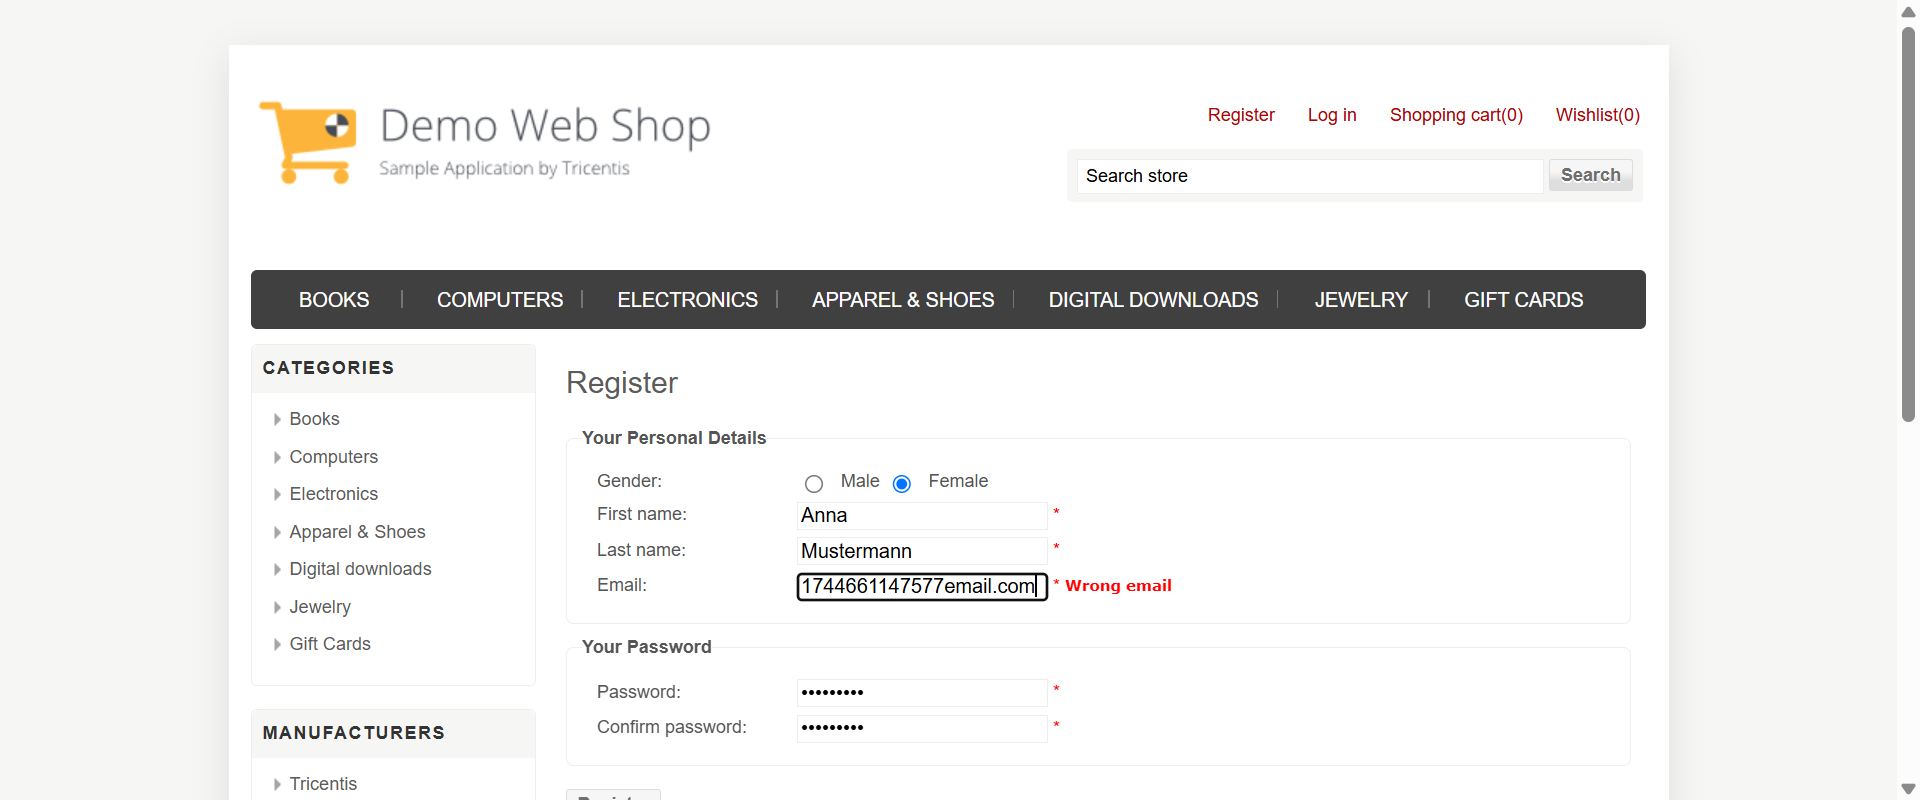 Demo Web Shop
Sample Application by Tricentis
Register Log in Shopping cart(0) Wishlist(0)
Search store Search
BOOKS COMPUTERS ELECTRONICS APPAREL & SHOES DIGITAL DOWNLOADS JEWELRY GIFT CARDS
CATEGORIES
Books
Computers
Electronics
Apparel & Shoes
Digital downloads
Jewelry
Gift Cards
MANUFACTURERS
Tricentis
Register
Your Personal Details
Gender: Male Female
First name: Anna *
Last name: Mustermann *
Email: 1744661147577email.com * Wrong email
Your Password
Password: ••••••••• *
Confirm password: ••••••••• *